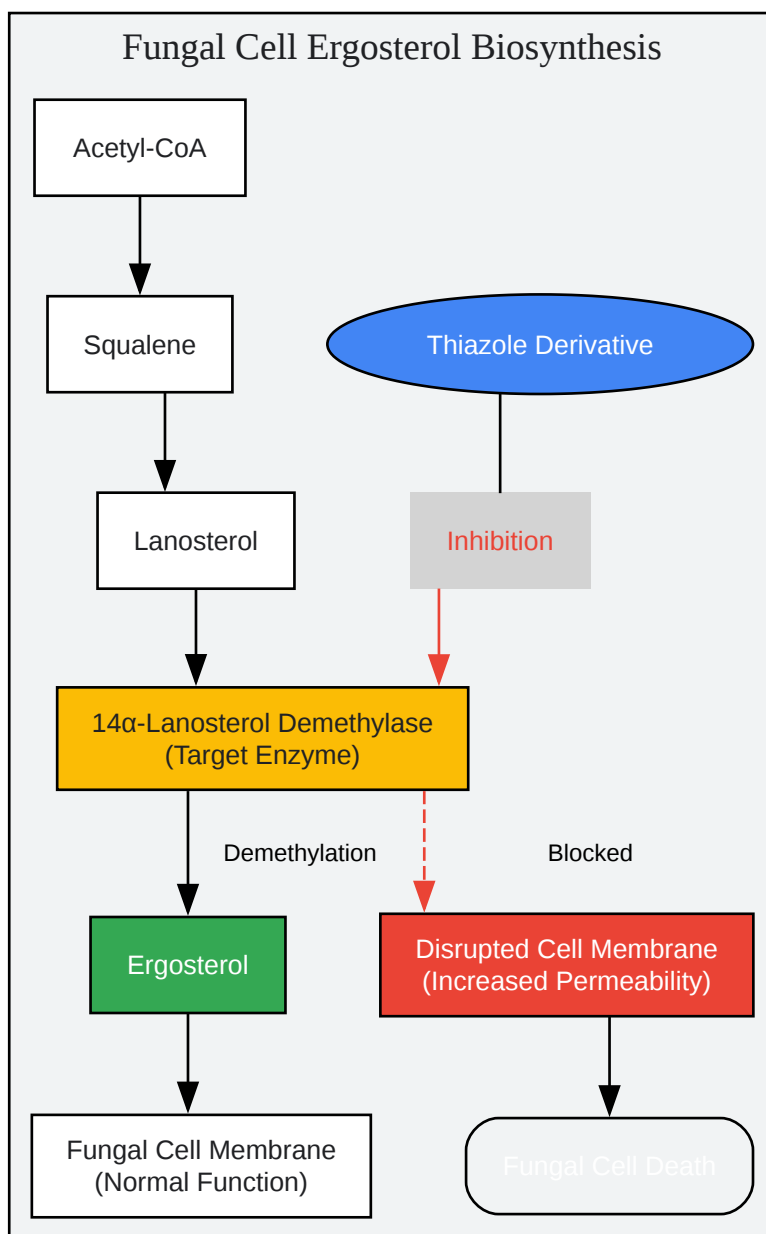 Fungal Cell Ergosterol Biosynthesis
Acetyl-CoA
Squalene
Thiazole Derivative
Lanosterol
Inhibition
14α-Lanosterol Demethylase
(Target Enzyme)
Demethylation
Blocked
Ergosterol
Disrupted Cell Membrane
(Increased Permeability)
Fungal Cell Membrane
(Normal Function)
Fungal Cell Death